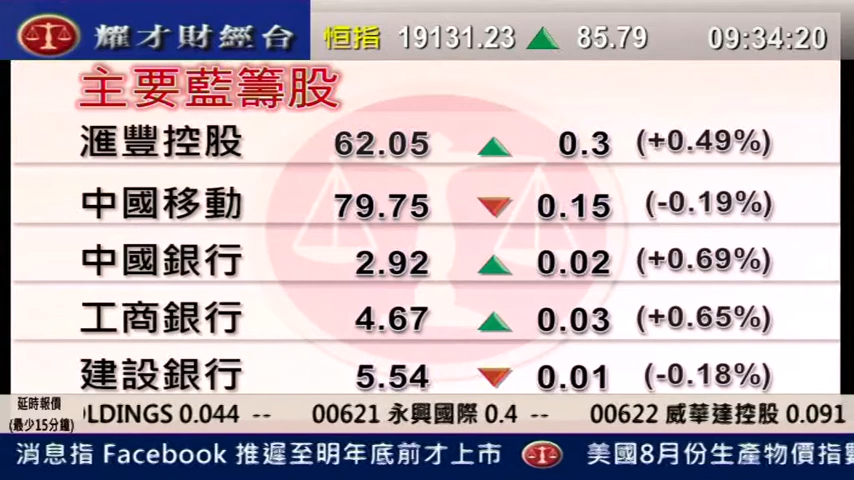 耀才財經台 恒指 19131.23 ▲ 85.79 09:34:20
主要藍籌股
滙豐控股 62.05 ▲ 0.3 (+0.49%)
中國移動 79.75 ▼ 0.15 (-0.19%)
中國銀行 2.92 ▲ 0.02 (+0.69%)
工商銀行 4.67 ▲ 0.03 (+0.65%)
建設銀行 5.54 ▼ 0.01 (-0.18%)
延時報價
(最少15分鐘)
OLDINGS 0.044 -- 00621 永興國際 0.4 -- 00622 威華達控股 0.091
消息指 Facebook 推遲至明年底前才上市 美國8月份生產物價指數